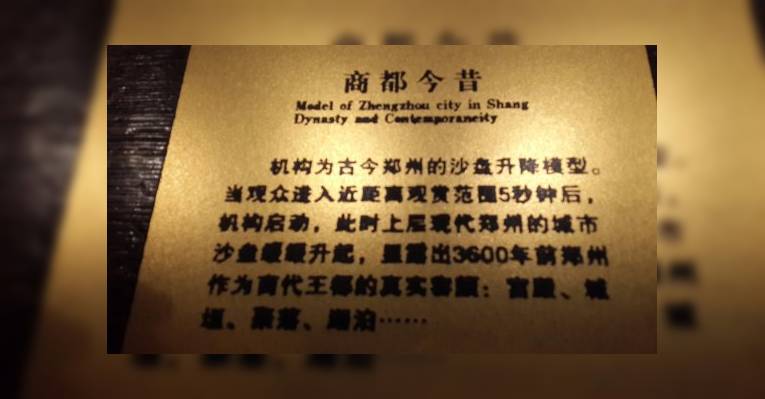 商都今昔
Model of Zhengzhou city in Shang
Dynasty and Contemporaneity
机构为古今郑州的沙盘升降模型。
当观众进入近距离观赏范围5秒钟后，
机构启动，此时上层现代郑州的城市
沙盘缓缓升起，显露出3600年前郑州
作为商代王都的真实容颜：宫殿、城
垣、聚落、湖泊……